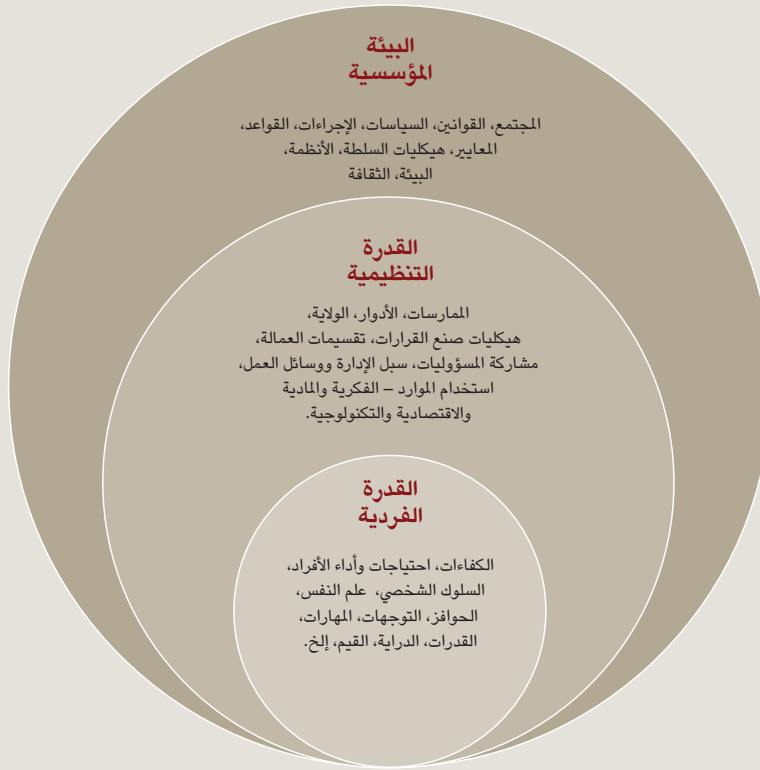 البيئة
المؤسسية
المجتمع، القوانين، السياسات، الإجراءات، القواعد،
المعايير، هيكليات السلطة، الأنظمة،
البيئة، الثقافة
القدرة
التنظيمية
الممارسات، الأدوار، الولاية،
هيكليات صنع القرارات، تقسيمات العمالة،
مشاركة المسؤوليات، سبل الإدارة ووسائل العمل،
استخدام الموارد – الفكرية والمادية
والاقتصادية والتكنولوجية.
القدرة
الفردية
الكفاءات، احتياجات وأداء الأفراد،
السلوك الشخصي، علم النفس،
الحوافز، التوجهات، المهارات،
القدرات، الدراية، القيم، إلخ.